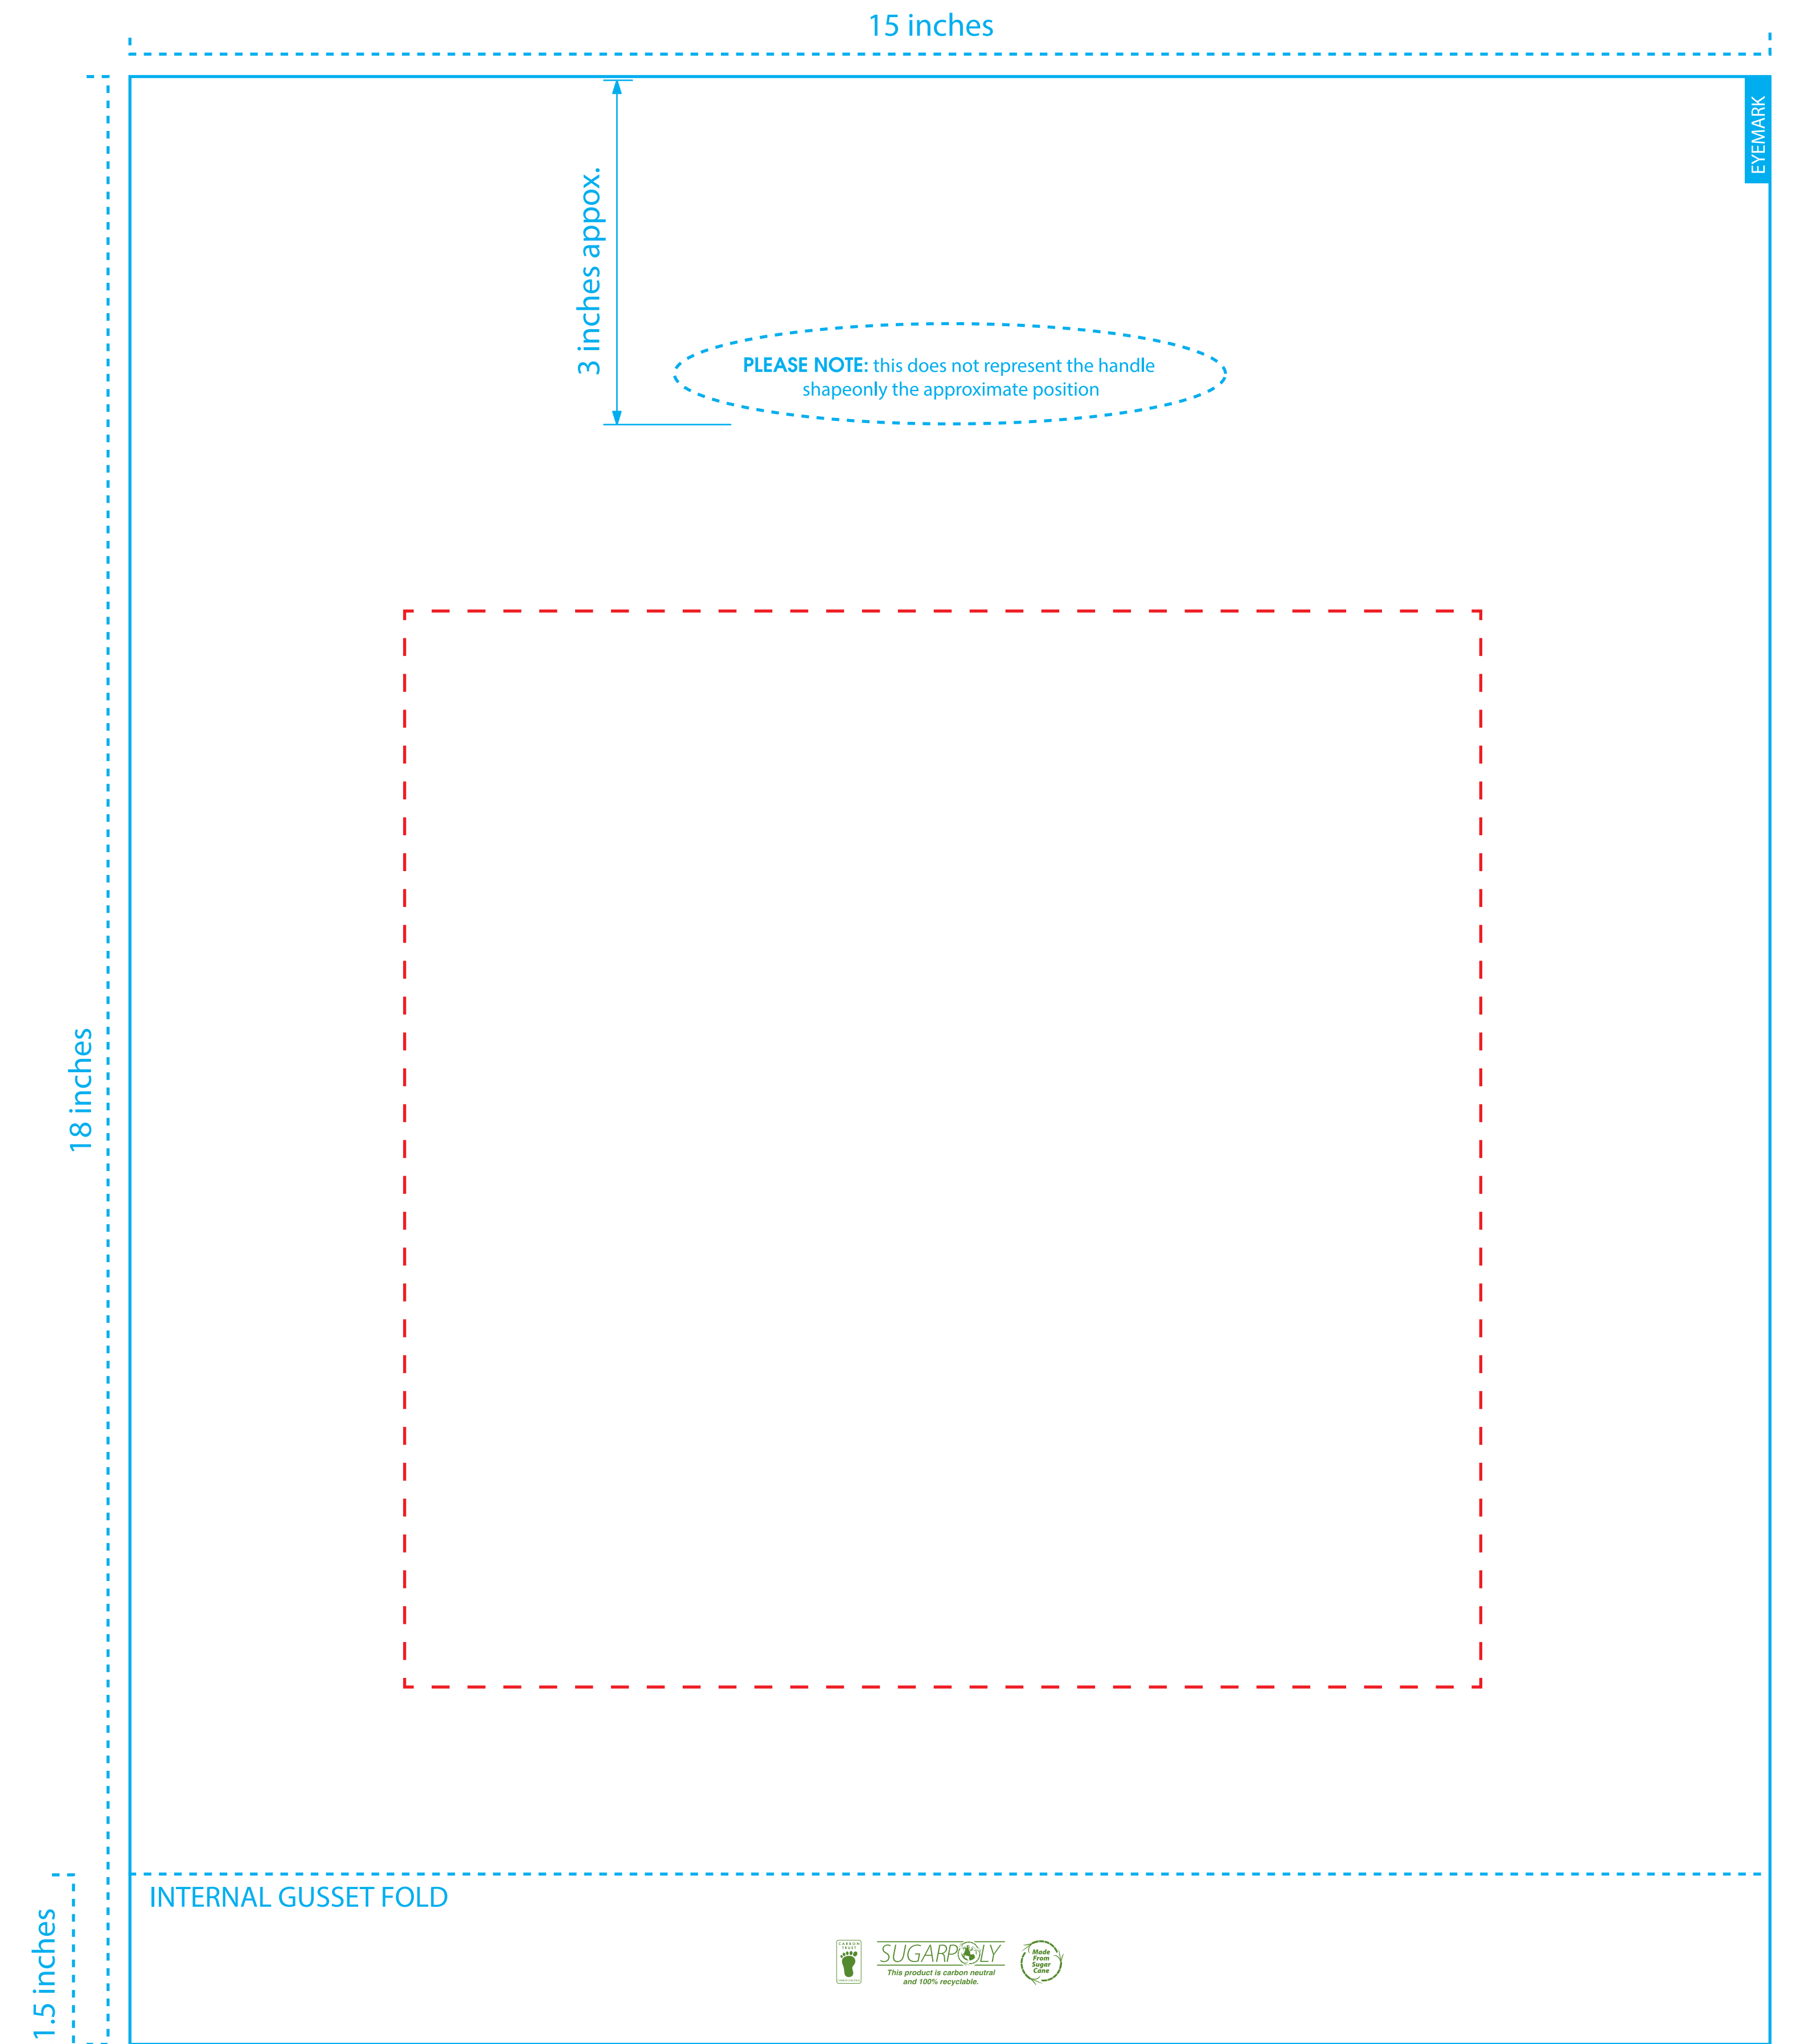 15 inches
EYEMARK
3 inches appox.
PLEASE NOTE: this does not represent the handle
shapeonly the approximate position
18 inches
INTERNAL GUSSET FOLD
1.5 inches
CARBON
TRUST
SUGARPOLY
This product is carbon neutral
and 100% recyclable.
Made
From
Sugar
Cane